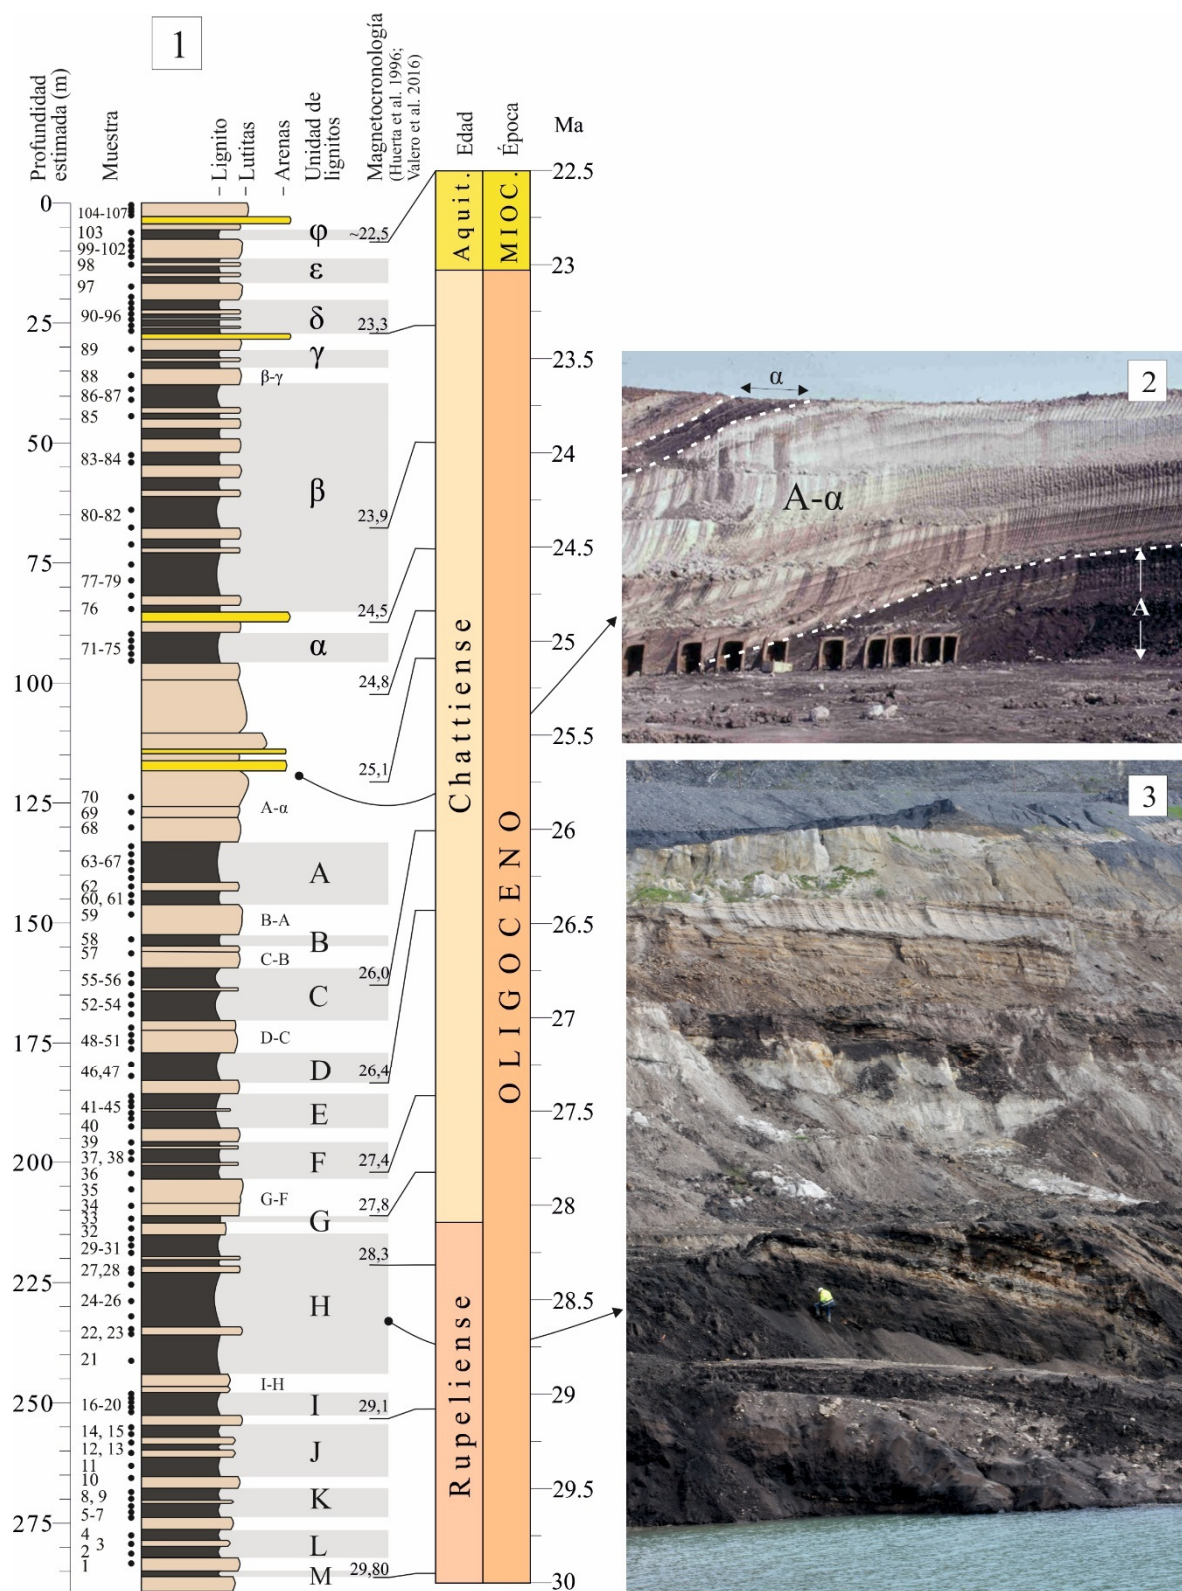 1
Profundidad
estimada (m)
Muestra
Lignito
Lutitas
Arenas
Unidad de
lignitos
Magnetocronología
(Huerta et al. 1996;
Valero et al. 2016)
Edad
Época
Ma
0
25
50
75
100
125
150
175
200
225
250
275
104-107
103
99-102
98
97
90-96
89
88
86-87
85
83-84
80-82
77-79
76
71-75
70
69
68
63-67
62
60, 61
59
58
57
55-56
52-54
48-51
46,47
41-45
40
39
37, 38
36
35
34
33
32
29-31
27,28
24-26
22, 23
21
16-20
14, 15
12, 13
11
10
8, 9
5-7
4
3
2
1
φ
ε
δ
γ
β-γ
β
α
A-α
A
B-A
B
C-B
C
D-C
D
E
F
G-F
G
H
I-H
I
J
K
L
M
~22,5
23,3
23,9
24,5
24,8
25,1
26,0
26,4
27,4
27,8
28,3
29,1
29,80
Aquit.
Chattiense
Rupeliense
MIOC.
OLIGOCENO
22.5
23
23.5
24
24.5
25
25.5
26
26.5
27
27.5
28
28.5
29
29.5
30
2
α
A-α
A
3